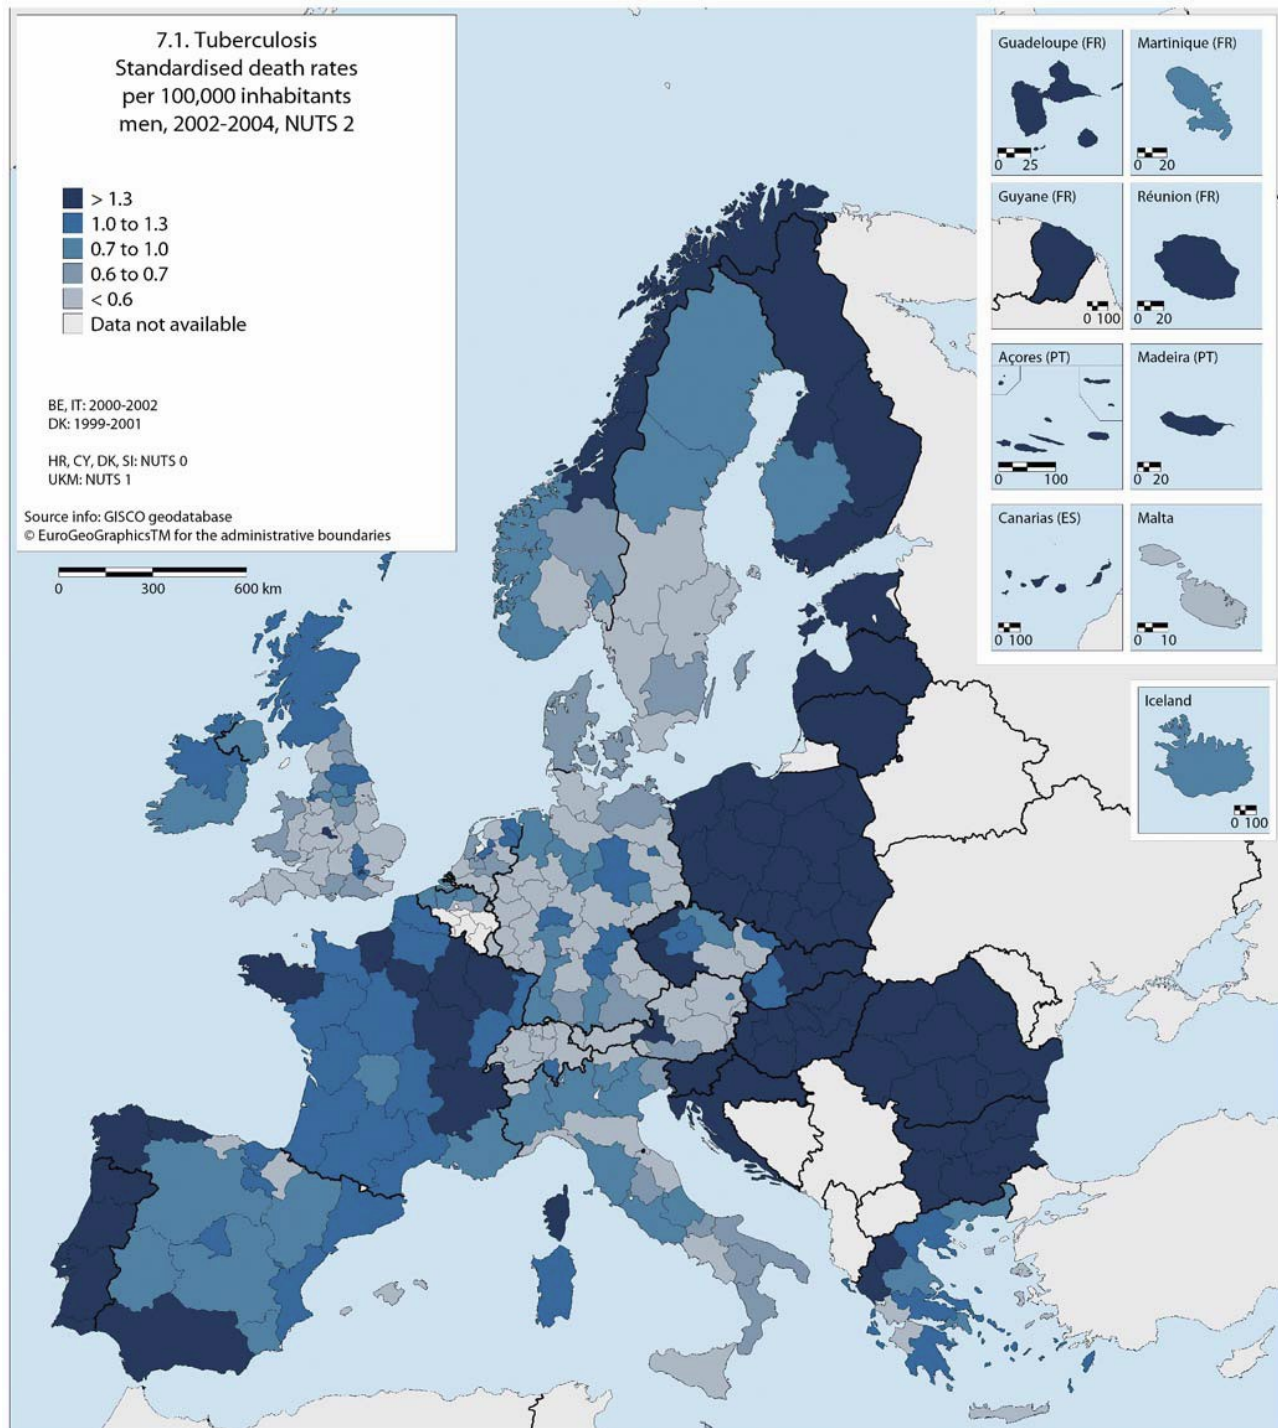 7.1. Tuberculosis
Standardised death rates
per 100,000 inhabitants
men, 2002-2004, NUTS 2
> 1.3
1.0 to 1.3
0.7 to 1.0
0.6 to 0.7
< 0.6
Data not available
BE, IT: 2000-2002
DK: 1999-2001
HR, CY, DK, SI: NUTS 0
UKM: NUTS 1
Source info: GISCO geodatabase
© EuroGeoGraphicsTM for the administrative boundaries
0 300 600 km
Guadeloupe (FR)
0 25
Martinique (FR)
0 20
Guyane (FR)
0 100
Réunion (FR)
0 20
Açores (PT)
0 100
Madeira (PT)
0 20
Canarias (ES)
0 100
Malta
0 10
Iceland
0 100